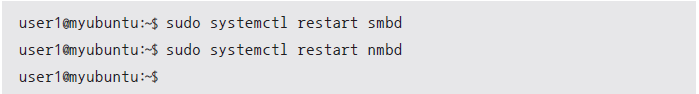 user1@myubuntu:~$ sudo systemctl restart smbd
user1@myubuntu:~$ sudo systemctl restart nmbd
user1@myubuntu:~$